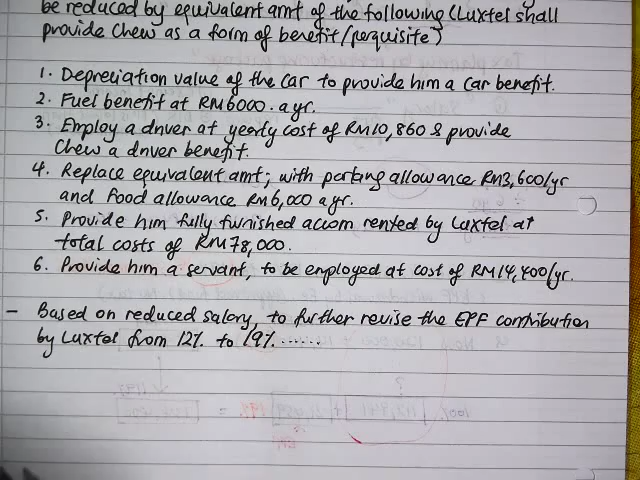 be reduced by equivalent amt of the following (Luxtel shall
provide Chew as a form of benefit/perquisite)
1. Depreciation value of the car to provide him a car benefit.
2. Fuel benefit at RM6000. a yr.
3. Employ a driver at yearly cost of RM10,860 & provide
Chew a driver benefit.
4. Replace equivalent amt; with parking allowance RM3,600/yr
and food allowance RM6,000 a yr.
5. Provide him fully furnished accom rented by Luxtel at
total costs of RM78,000.
6. Provide him a servant, to be employed at cost of RM14,400/yr.
- Based on reduced salary, to further revise the EPF contribution
by Luxtel from 12% to 19%......